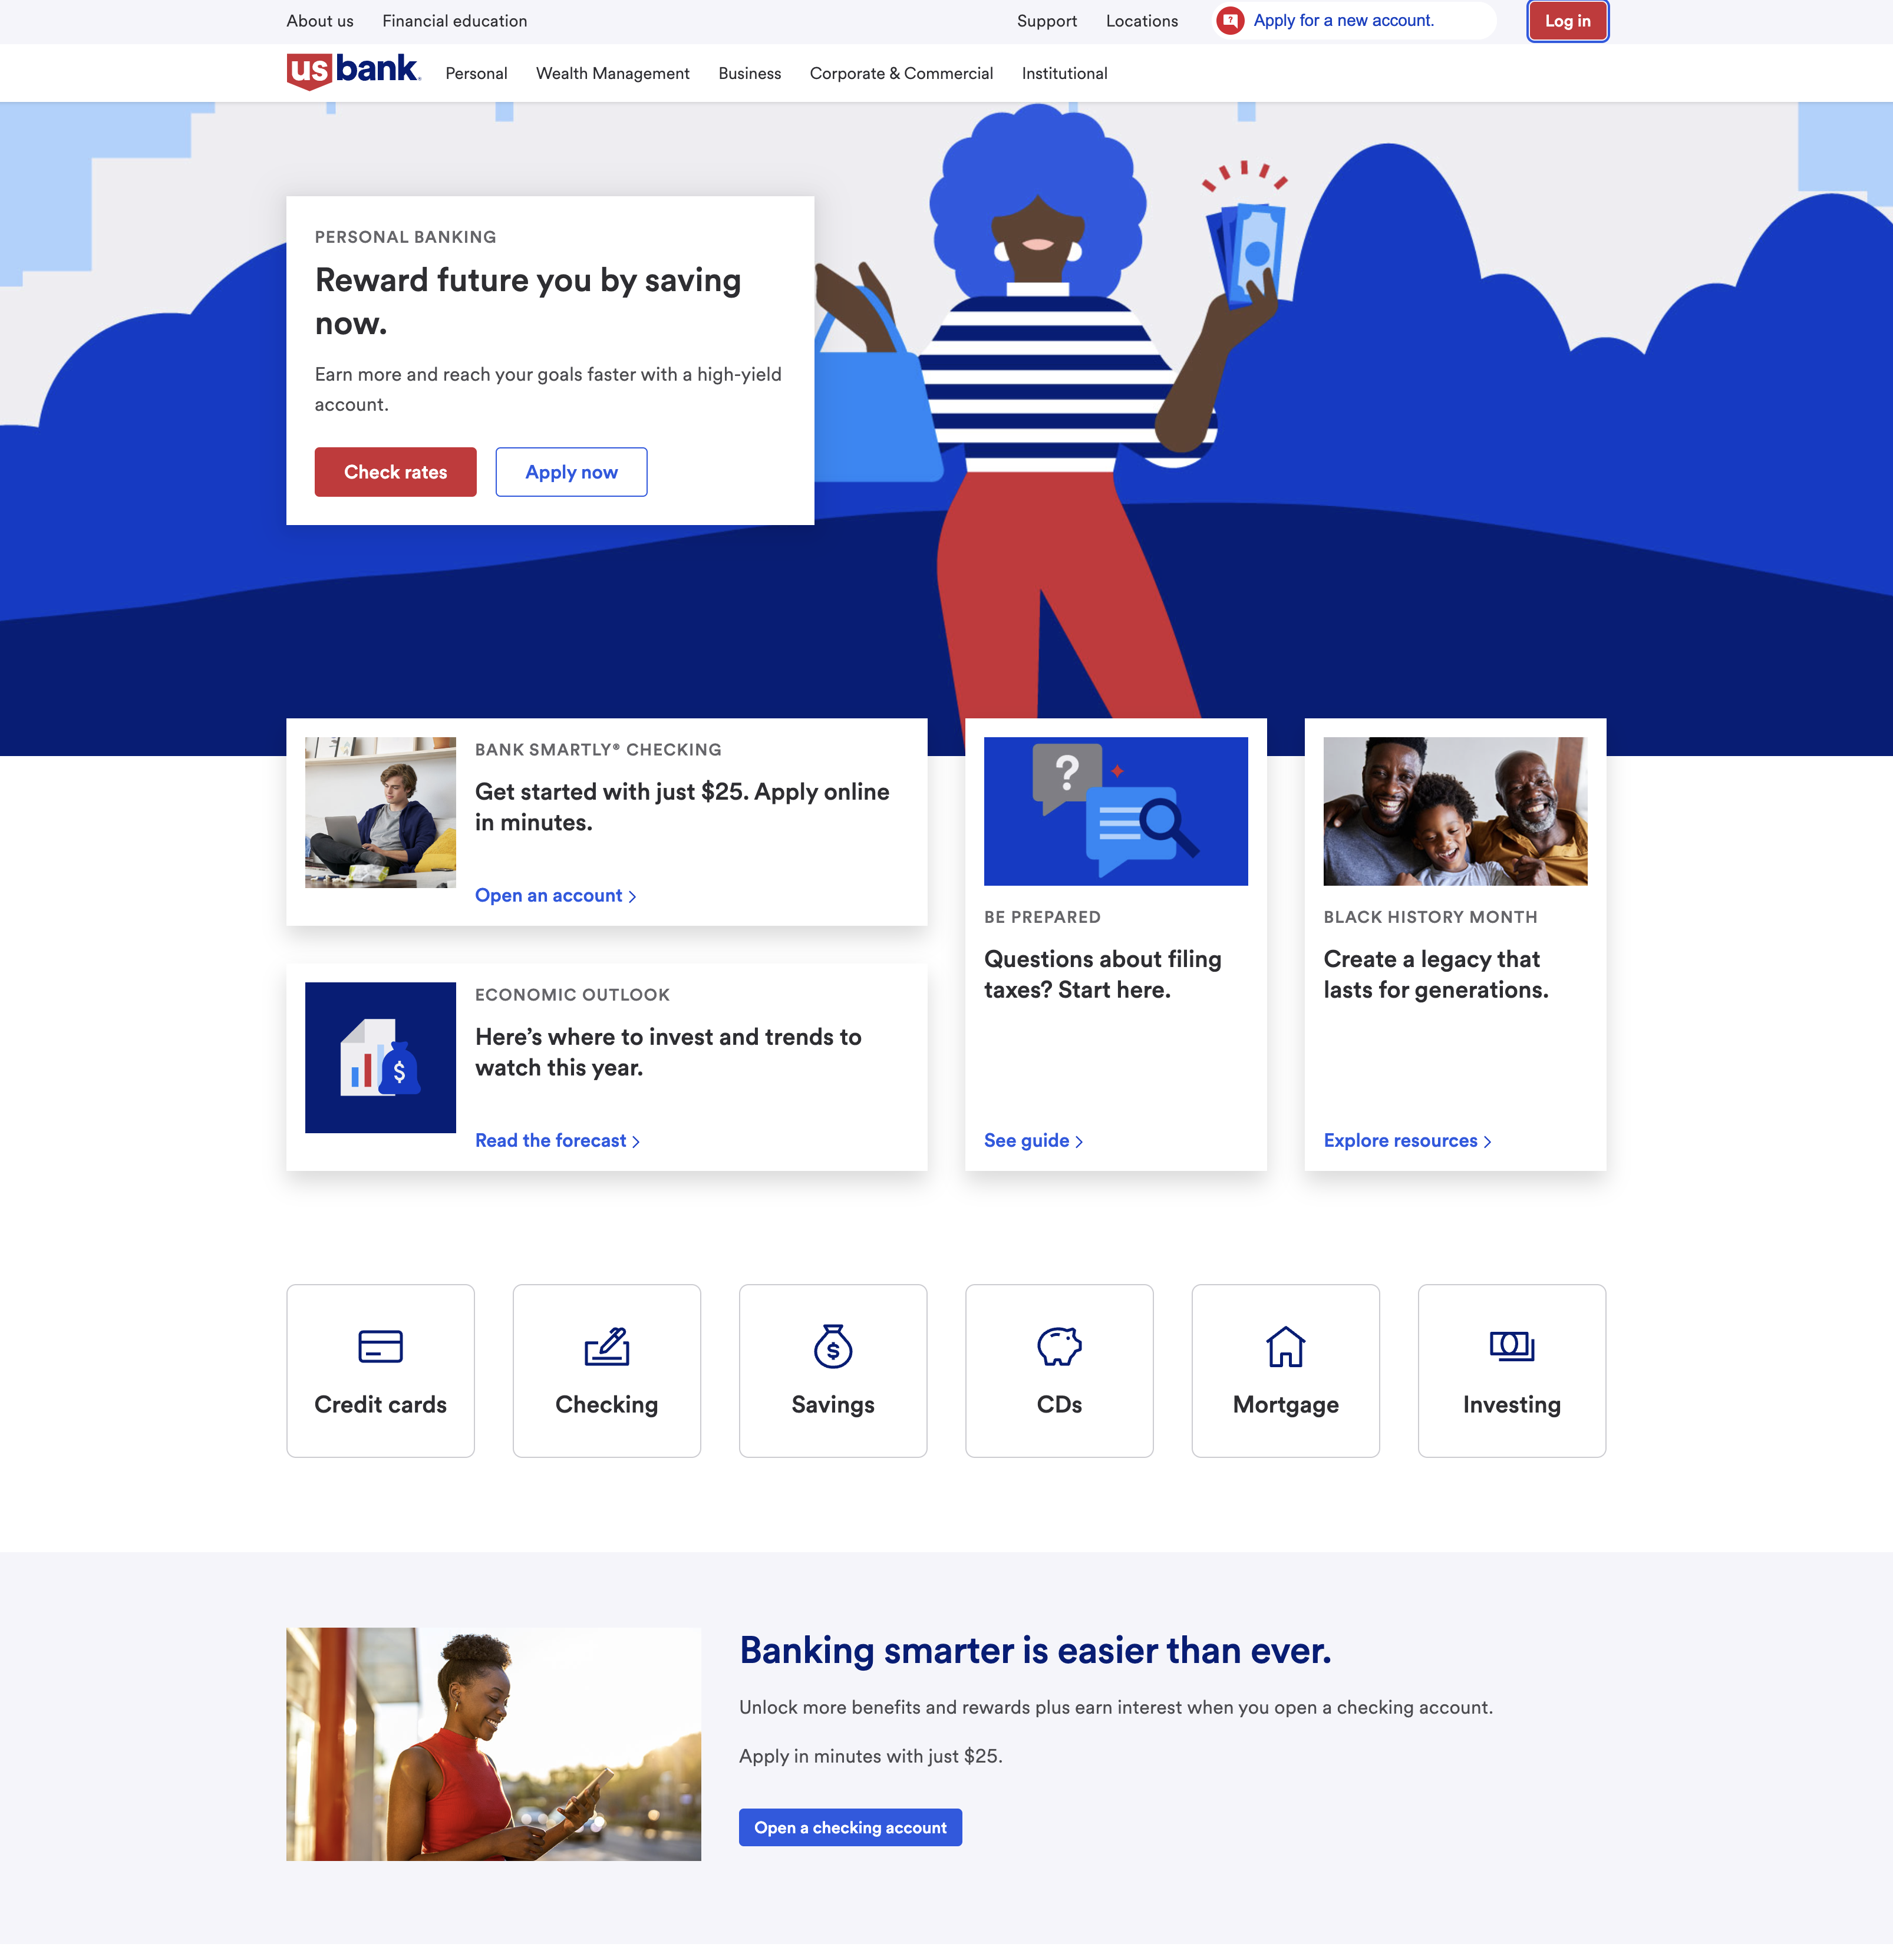 About us
Financial education
Support
Locations
Apply for a new account.
Log in
us bank
Personal
Wealth Management
Business
Corporate & Commercial
Institutional
PERSONAL BANKING
Reward future you by saving
now.
Earn more and reach your goals faster with a high-yield
account.
Check rates
Apply now
BANK SMARTLY® CHECKING
Get started with just $25. Apply online
in minutes.
Open an account
ECONOMIC OUTLOOK
Here’s where to invest and trends to
watch this year.
Read the forecast
BE PREPARED
Questions about filing
taxes? Start here.
See guide
BLACK HISTORY MONTH
Create a legacy that
lasts for generations.
Explore resources
Credit cards
Checking
Savings
CDs
Mortgage
Investing
Banking smarter is easier than ever.
Unlock more benefits and rewards plus earn interest when you open a checking account.
Apply in minutes with just $25.
Open a checking account